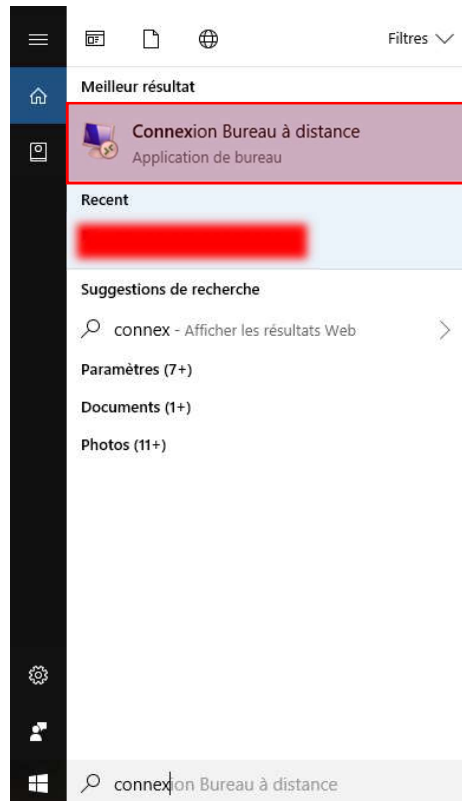 Filtres
Meilleur résultat
Connexion Bureau à distance
Application de bureau
Recent
Suggestions de recherche
connex - Afficher les résultats Web
Paramètres (7+)
Documents (1+)
Photos (11+)
connexion Bureau à distance